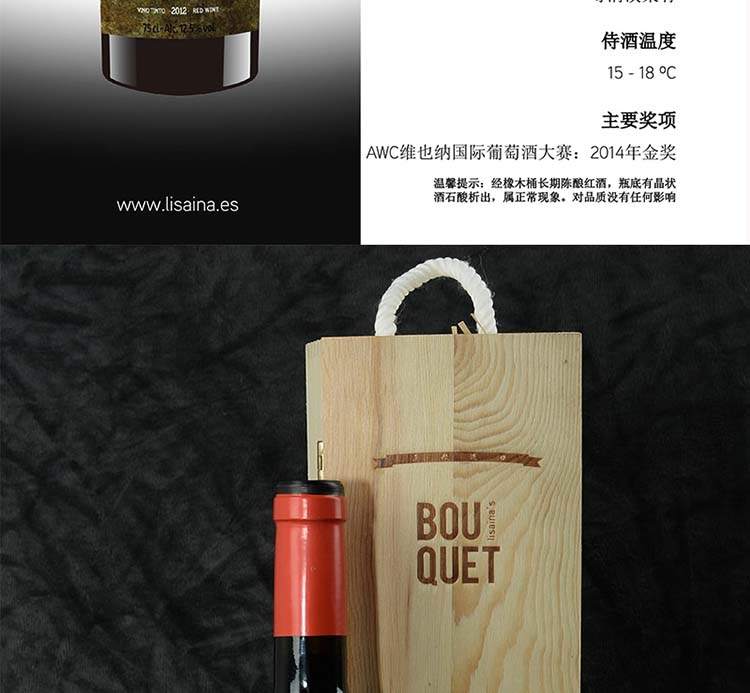 VINO TINTO · 2012 · RED WINE
75 cl - Alc. 12.5% vol.
www.lisaina.es
侍酒温度
15 - 18 ºC
主要奖项
AWC维也纳国际葡萄酒大赛：2014年金奖
温馨提示：经橡木桶长期陈酿红酒，瓶底有晶状
酒石酸析出，属正常现象。对品质没有任何影响
BOU
QUET
lisaina's